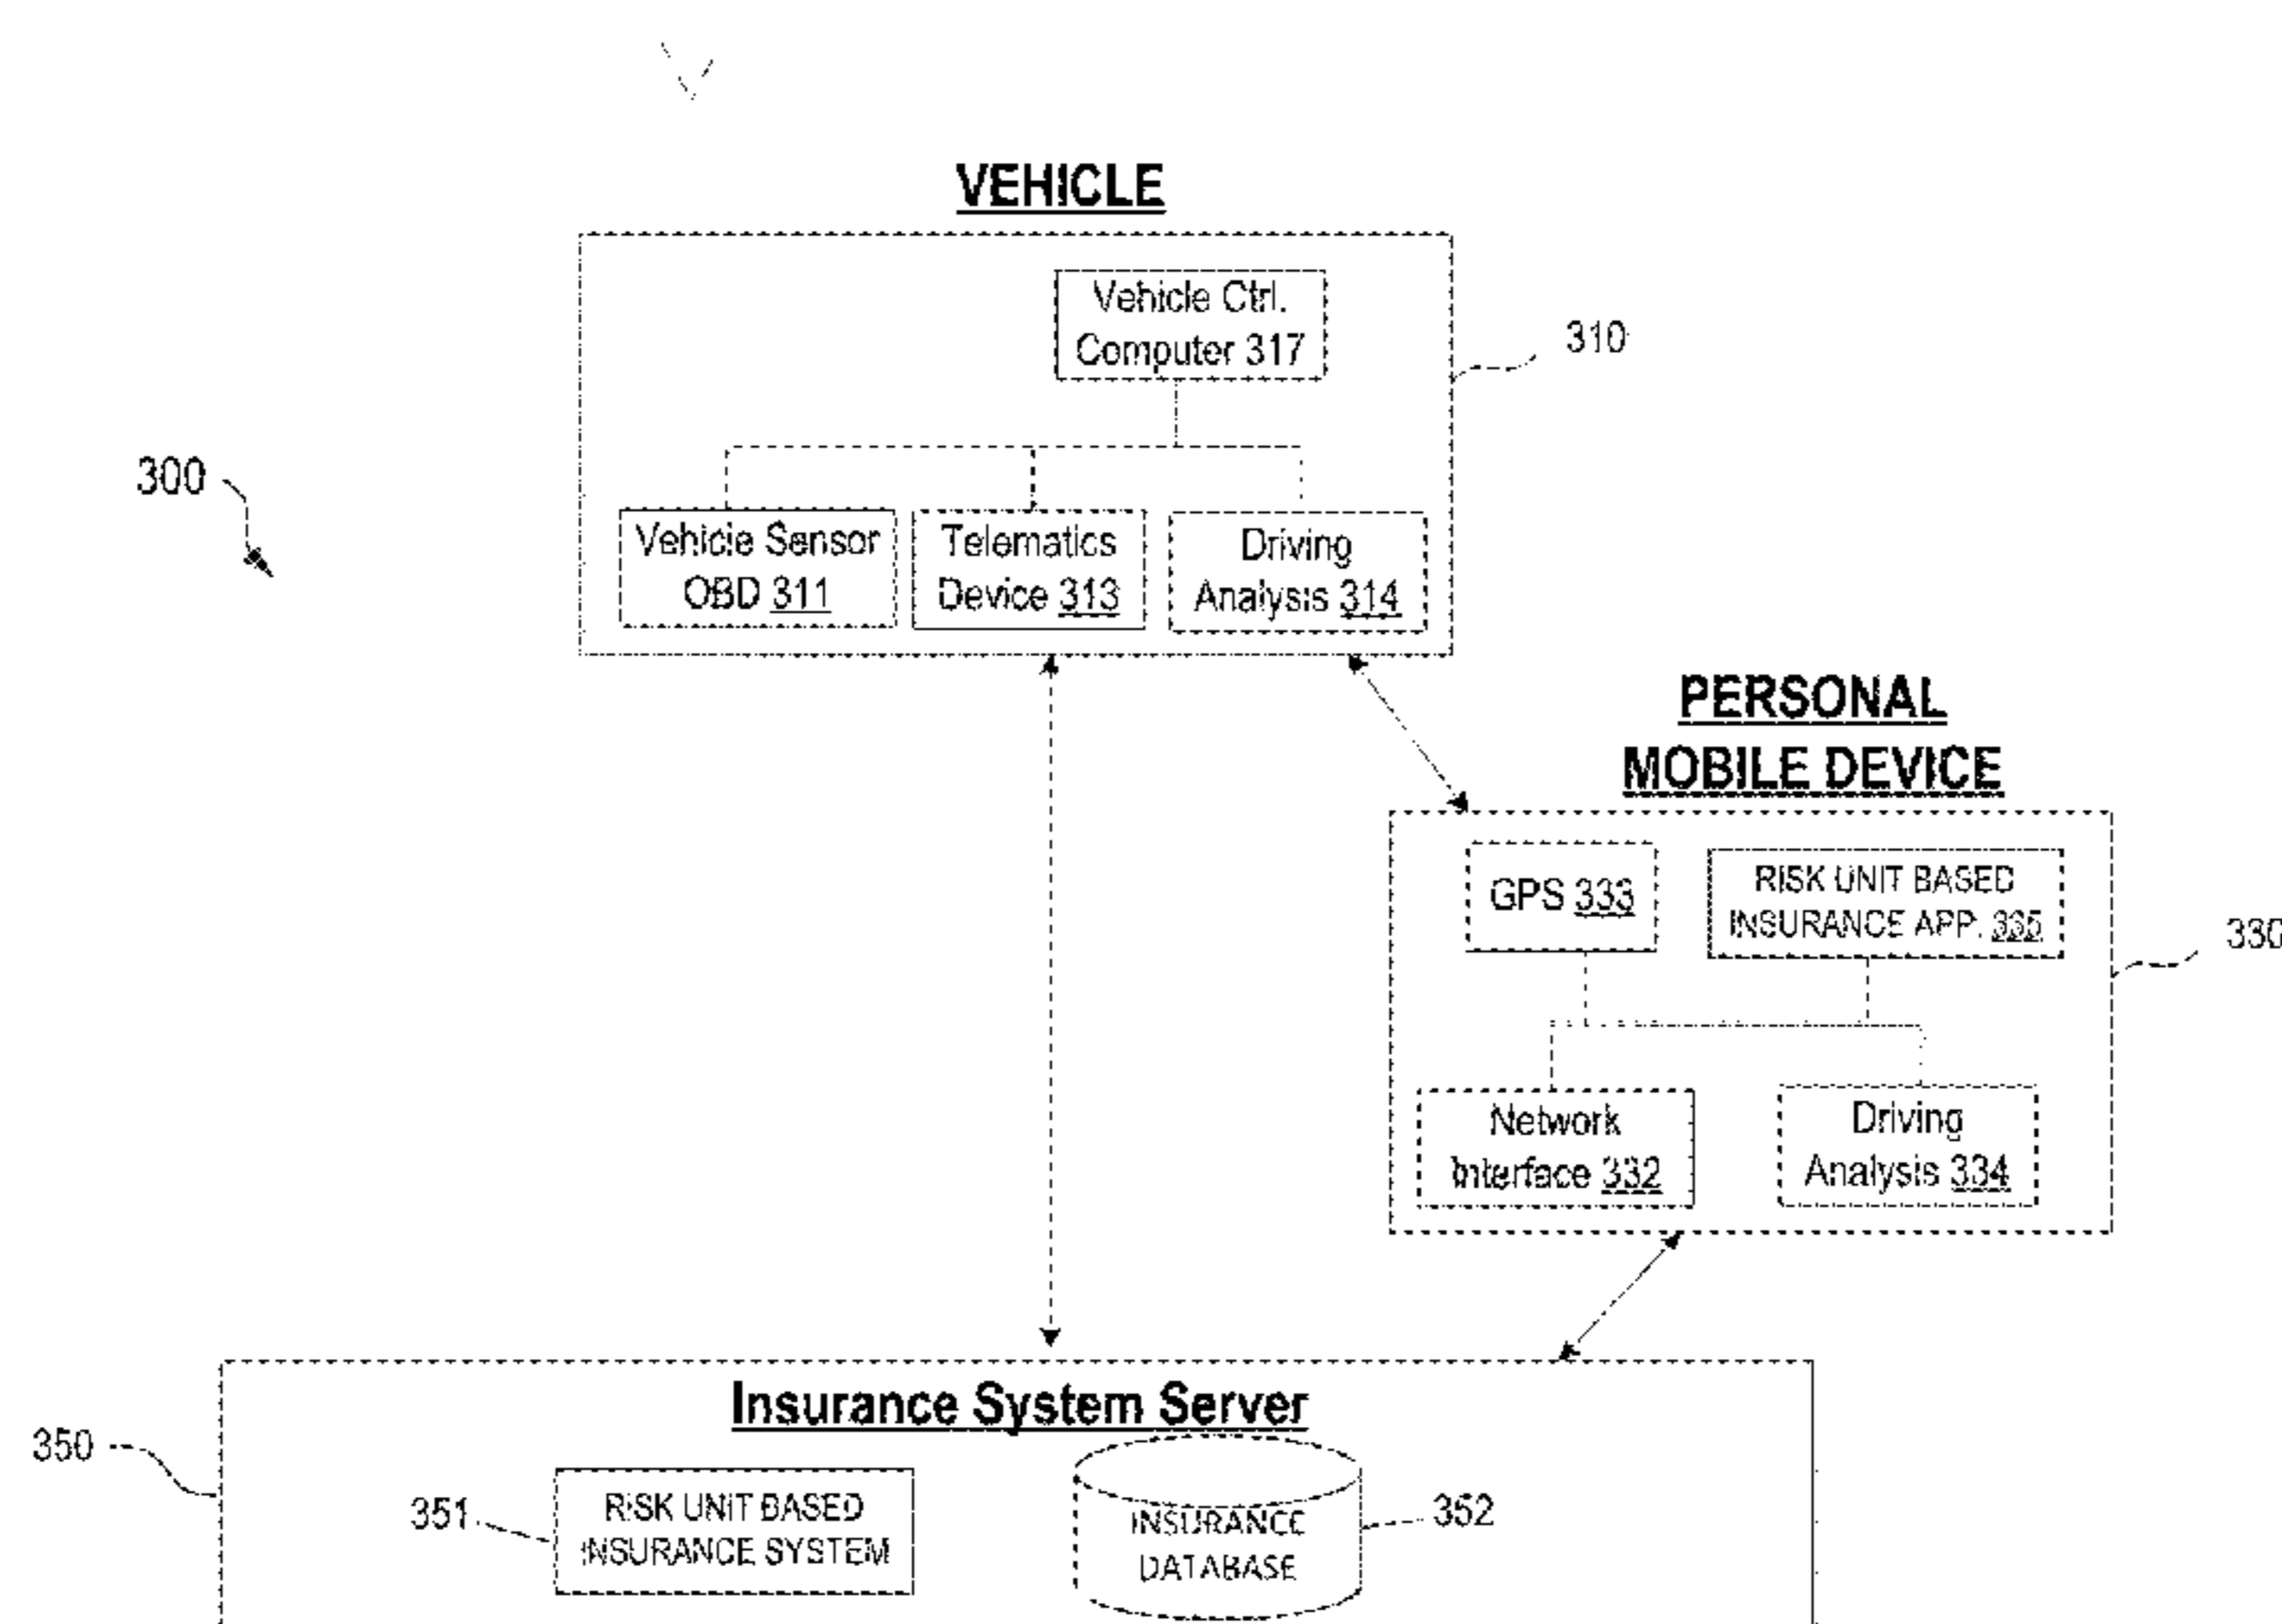 VEHICLE
Vehicle Ctrl.
Computer 317
310
300
Vehicle Sensor
OBD 311
Telematics
Device 313
Driving
Analysis 314
PERSONAL
MOBILE DEVICE
GPS 333
RISK UNIT BASED
INSURANCE APP. 335
330
Network
Interface 332
Driving
Analysis 334
Insurance System Server
350
351
RISK UNIT BASED
INSURANCE SYSTEM
INSURANCE
DATABASE
352